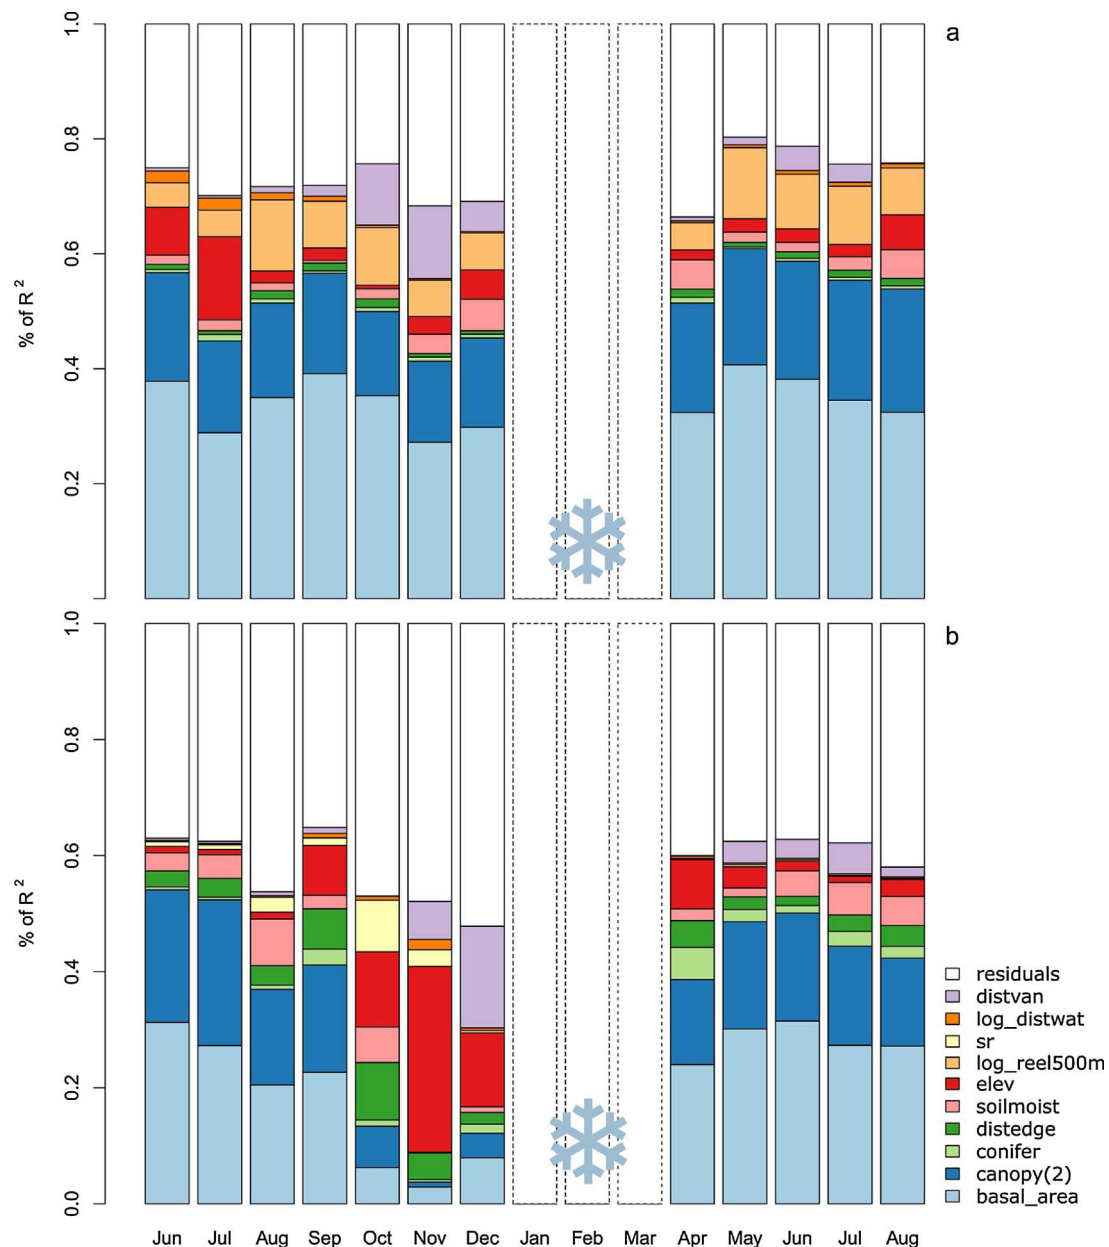 a
1.0
0.8
0.6
0.4
0.2
% of R²
b
1.0
0.8
0.6
0.4
0.2
0.0
% of R²
residuals
distvan
log_distwat
sr
log_reel500m
elev
soilmoist
distedge
conifer
canopy(2)
basal_area
Jun Jul Aug Sep Oct Nov Dec Jan Feb Mar Apr May Jun Jul Aug